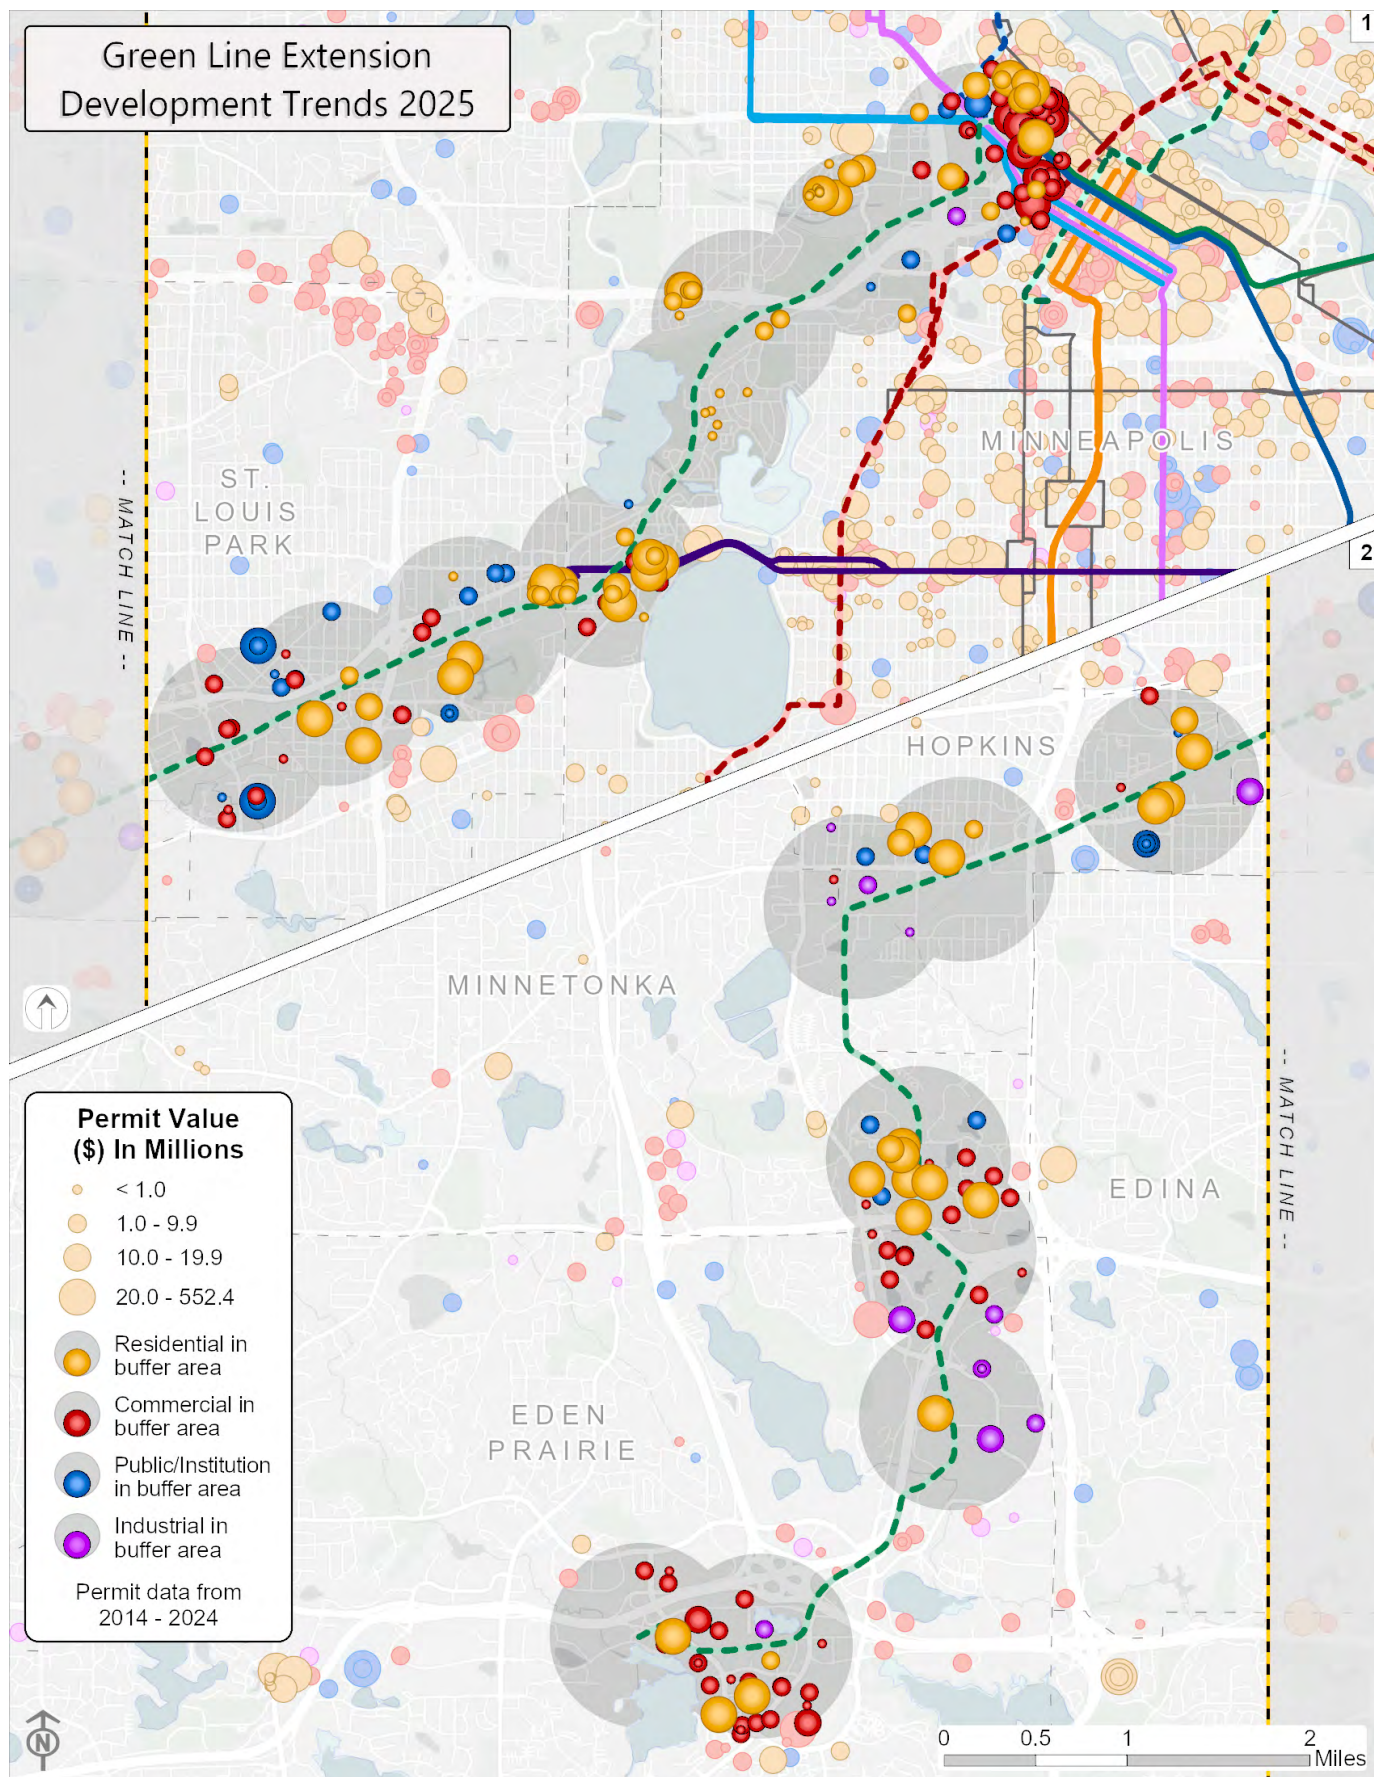 Green Line Extension
Development Trends 2025
1
MINNEAPOLIS
ST.
LOUIS
PARK
-- MATCH LINE --
2
HOPKINS
MINNETONKA
-- MATCH LINE --
EDINA
EDEN
PRAIRIE
Permit Value
($) In Millions
< 1.0
1.0 - 9.9
10.0 - 19.9
20.0 - 552.4
Residential in
buffer area
Commercial in
buffer area
Public/Institution
in buffer area
Industrial in
buffer area
Permit data from
2014 - 2024
N
0 0.5 1 2
Miles